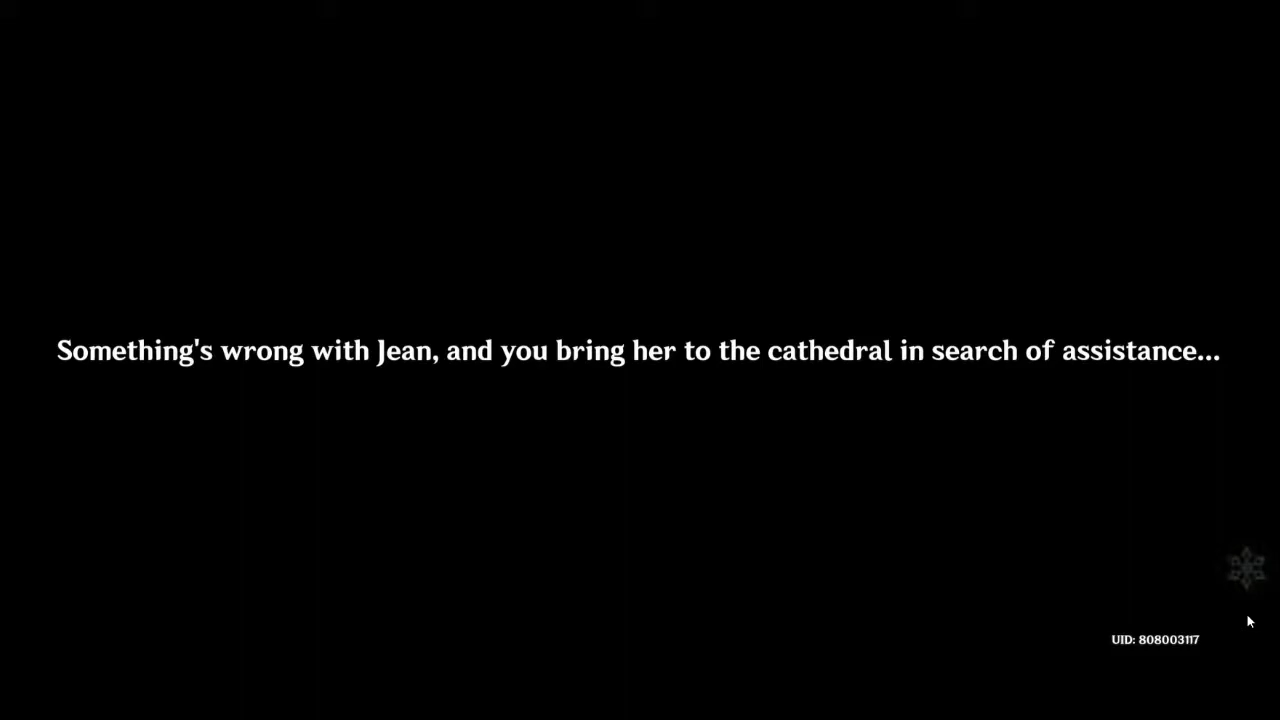 Something's wrong with Jean, and you bring her to the cathedral in search of assistance...
UID: 808003117